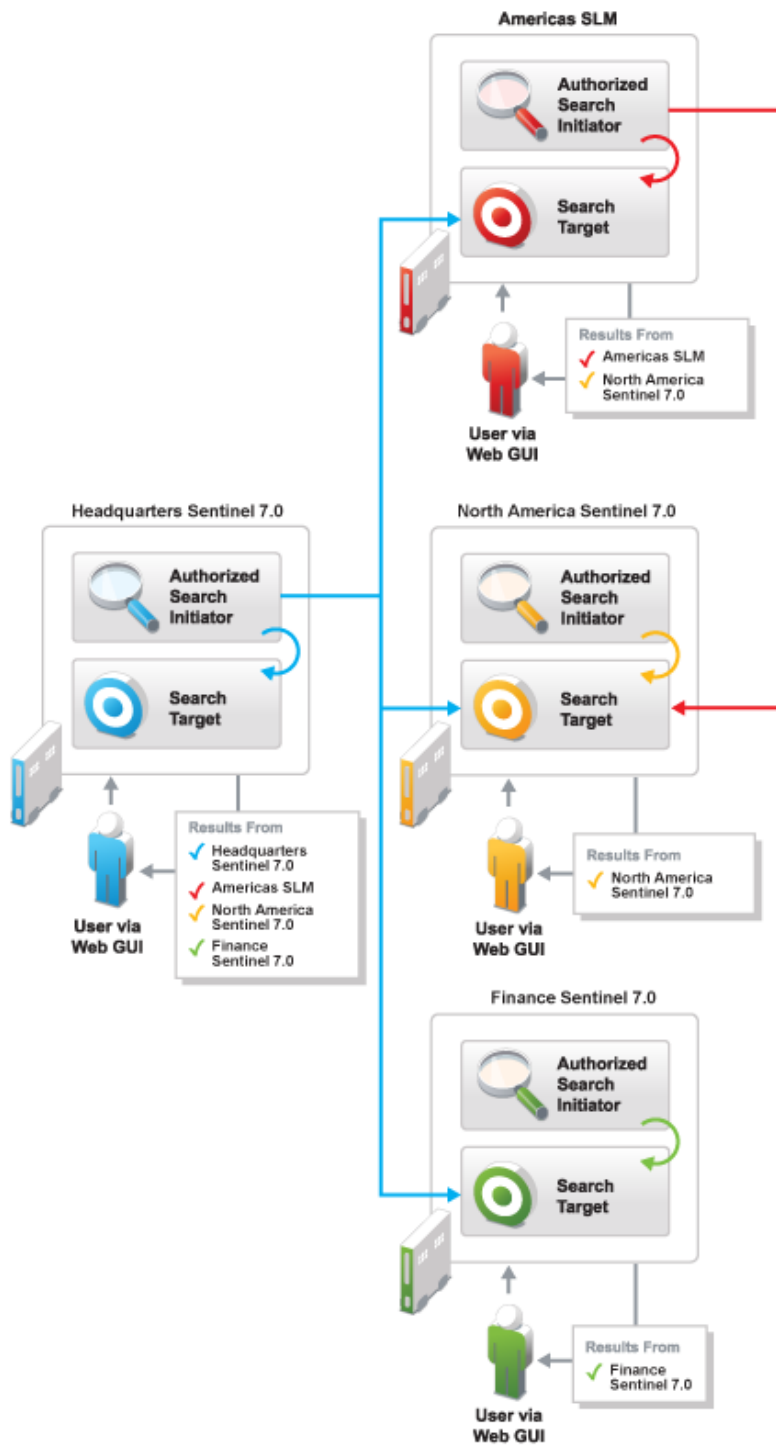 Americas SLM
Authorized
Search
Initiator
Search
Target
Results From
Americas SLM
North America
Sentinel 7.0
User via
Web GUI
Headquarters Sentinel 7.0
Authorized
Search
Initiator
Search
Target
Results From
Headquarters
Sentinel 7.0
Americas SLM
North America
Sentinel 7.0
Finance
Sentinel 7.0
User via
Web GUI
North America Sentinel 7.0
Authorized
Search
Initiator
Search
Target
Results From
North America
Sentinel 7.0
User via
Web GUI
Finance Sentinel 7.0
Authorized
Search
Initiator
Search
Target
Results From
Finance
Sentinel 7.0
User via
Web GUI